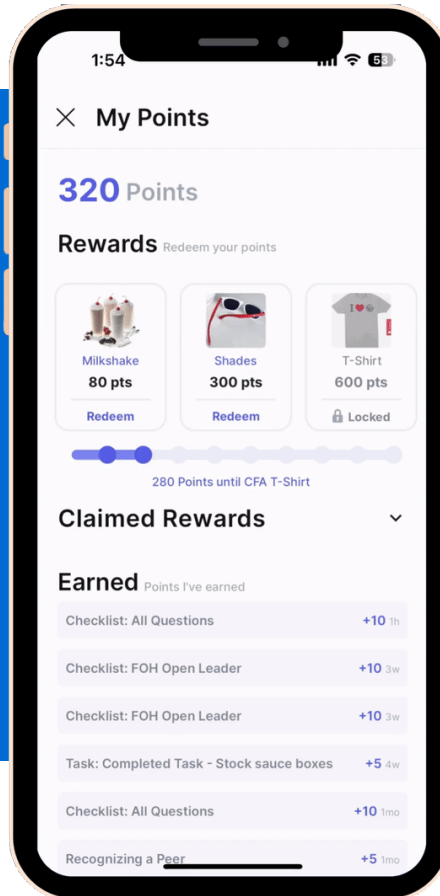 1:54
53
My Points
320 Points
Rewards Redeem your points
Milkshake
80 pts
Redeem
Shades
300 pts
Redeem
T-Shirt
600 pts
Locked
280 Points until CFA T-Shirt
Claimed Rewards
Earned Points I've earned
Checklist: All Questions +10 1h
Checklist: FOH Open Leader +10 3w
Checklist: FOH Open Leader +10 3w
Task: Completed Task - Stock sauce boxes +5 4w
Checklist: All Questions +10 1mo
Recognizing a Peer +5 1mo